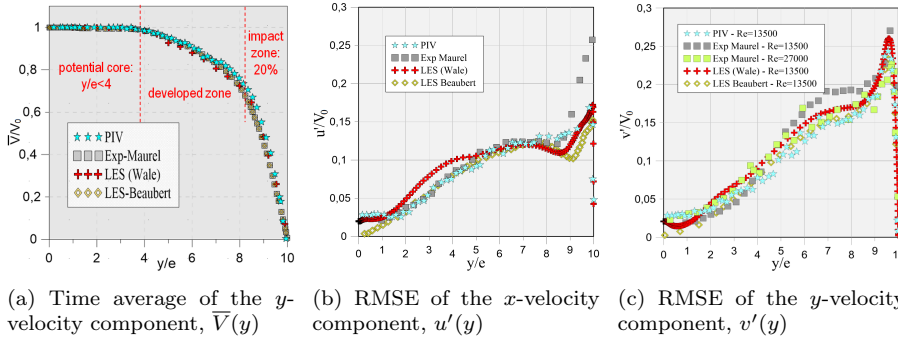 1
0,8
0,6
0,4
0,2
0
V̅/V₀
potential core:
y/e<4
developed zone
impact
zone:
20%
PIV
Exp-Maurel
LES (Wale)
LES-Beaubert
0 1 2 3 4 5 6 7 8 9 10
y/e
0,3
0,25
0,2
0,15
0,1
0,05
0
u'/V₀
PIV
Exp Maurel
LES (Wale)
LES Beaubert
0 1 2 3 4 5 6 7 8 9 10
y/e
0,3
0,25
0,2
0,15
0,1
0,05
0
v'/V₀
PIV - Re=13500
Exp Maurel - Re=13500
Exp Maurel - Re=27000
LES (Wale) - Re=13500
LES Beaubert - Re=13500
0 1 2 3 4 5 6 7 8 9 10
y/e
(a) Time average of the y-
velocity component, V̅(y)
(b) RMSE of the x-velocity
component, u′(y)
(c) RMSE of the y-velocity
component, v′(y)